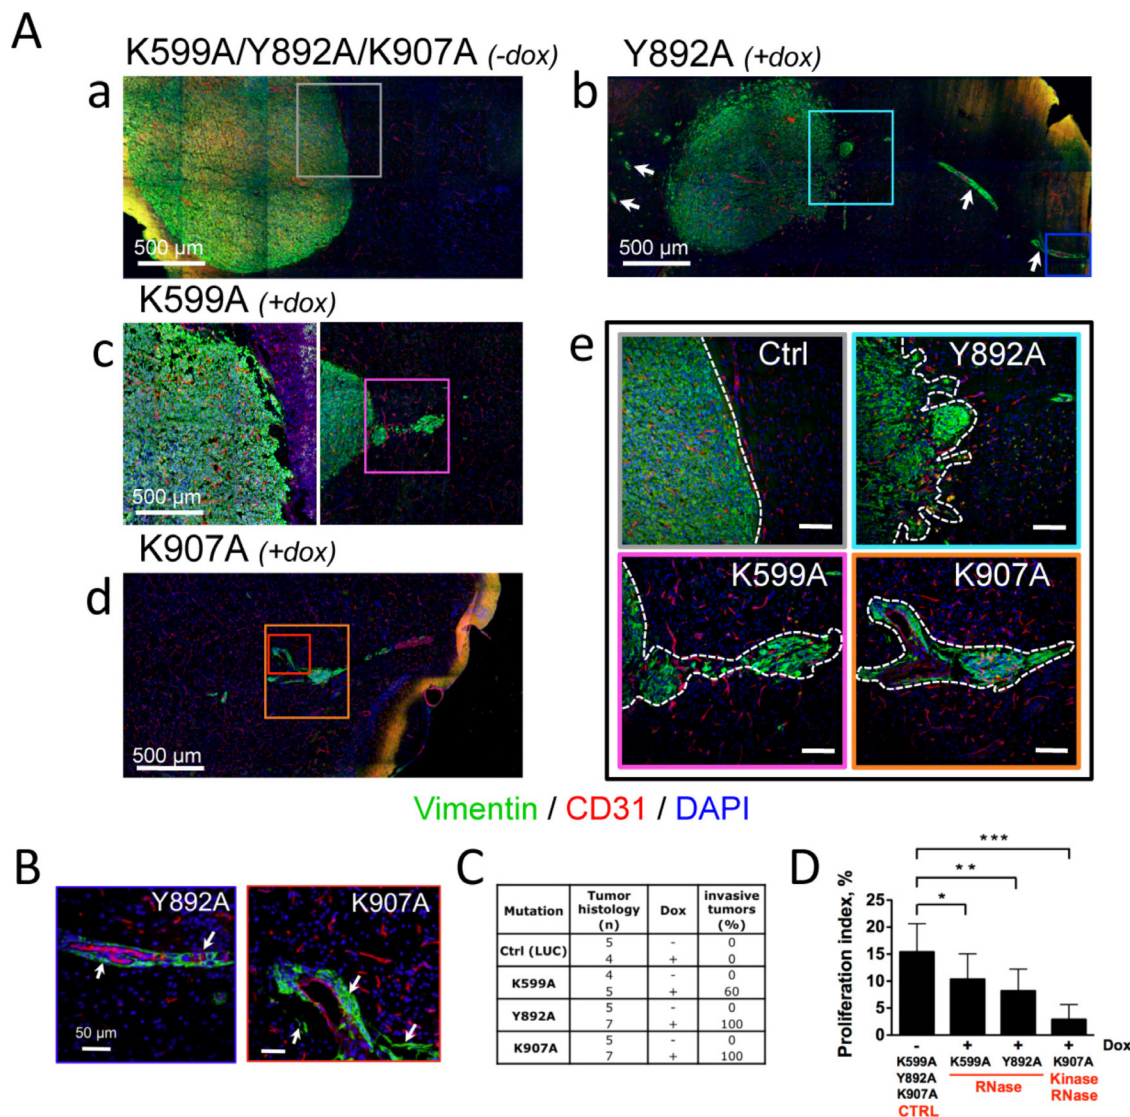 A
K599A/Y892A/K907A (-dox)
a
500 µm
Y892A (+dox)
b
500 µm
K599A (+dox)
c
500 µm
K907A (+dox)
d
500 µm
e
Ctrl
Y892A
K599A
K907A
Vimentin / CD31 / DAPI
B
Y892A
50 µm
K907A
C
Mutation Tumor histology (n) Dox invasive tumors (%)
Ctrl (LUC) 5 - 0
4 + 0
K599A 4 - 0
5 + 60
Y892A 5 - 0
7 + 100
K907A 5 - 0
7 + 100
D
Proliferation index, %
25
20
15
10
5
0
*
**
***
- + + + Dox
K599A K599A Y892A K907A
Y892A
K907A
CTRL
RNase
Kinase
RNase